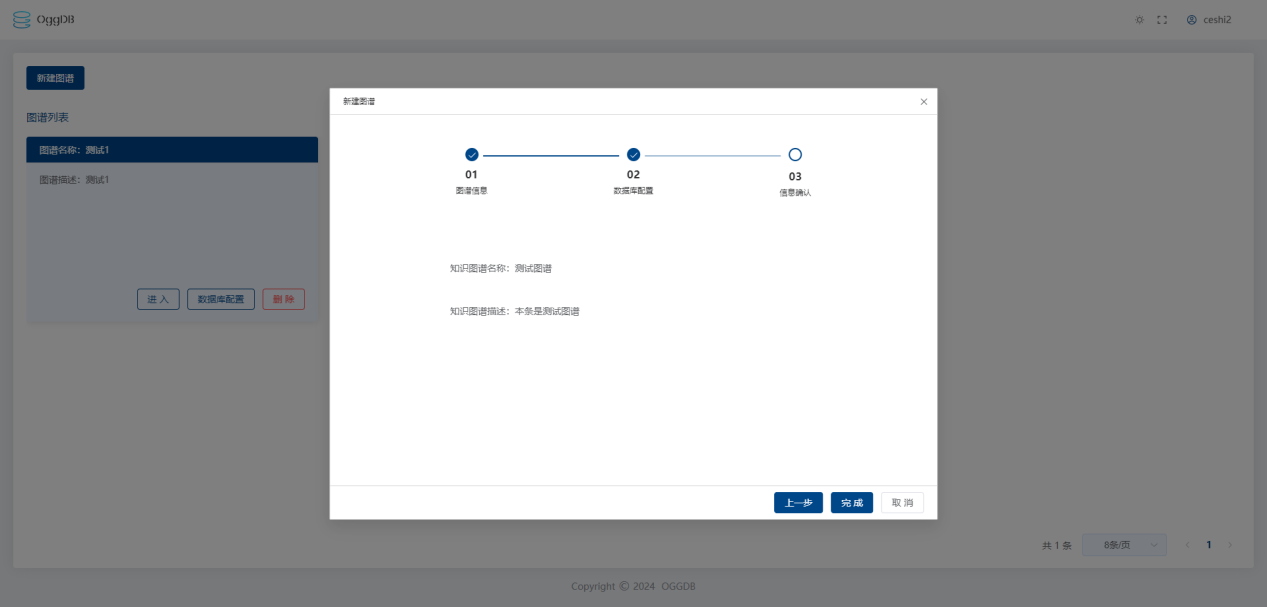 OggDB
ceshi2
新建图谱
图谱列表
图谱名称：测试1
图谱描述：测试1
进 入
数据库配置
删 除
新建图谱
01
02
03
图谱信息
数据库配置
信息确认
知识图谱名称：测试图谱
知识图谱描述：本条是测试图谱
上一步
完 成
取 消
共 1 条
8条/页
1
Copyright © 2024 OGGDB